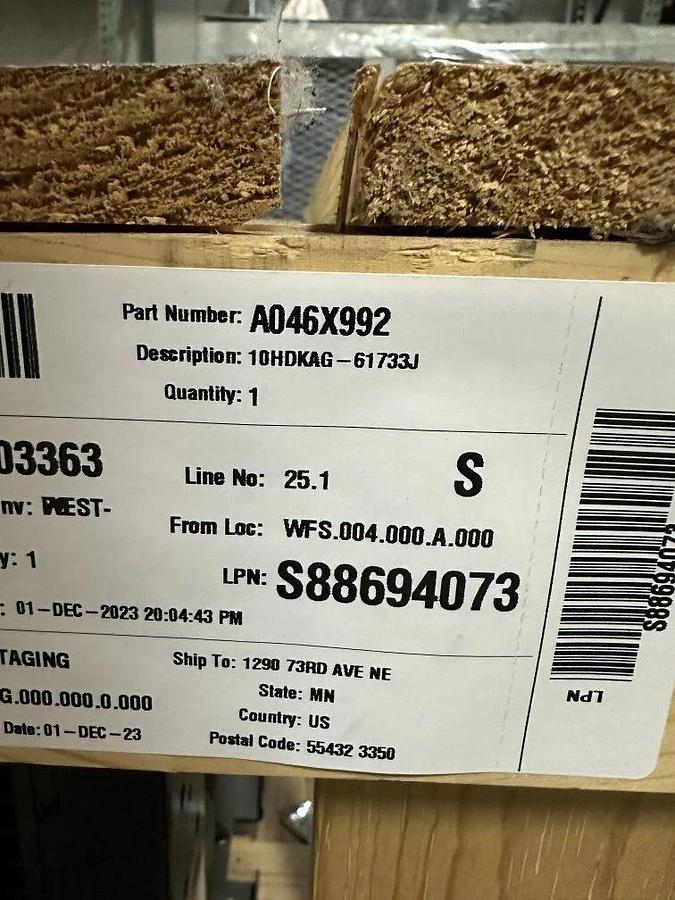 Part Number: A046X992
Description: 10HDKAG-61733J
Quantity: 1
03363
Line No: 25.1
S
nv: WEST-
From Loc: WFS.004.000.A.000
y: 1
LPN: S88694073
: 01-DEC-2023 20:04:43 PM
TAGING
Ship To: 1290 73RD AVE NE
State: MN
G.000.000.0.000
Country: US
Date: 01-DEC-23
Postal Code: 55432 3350
S88694073
LPN